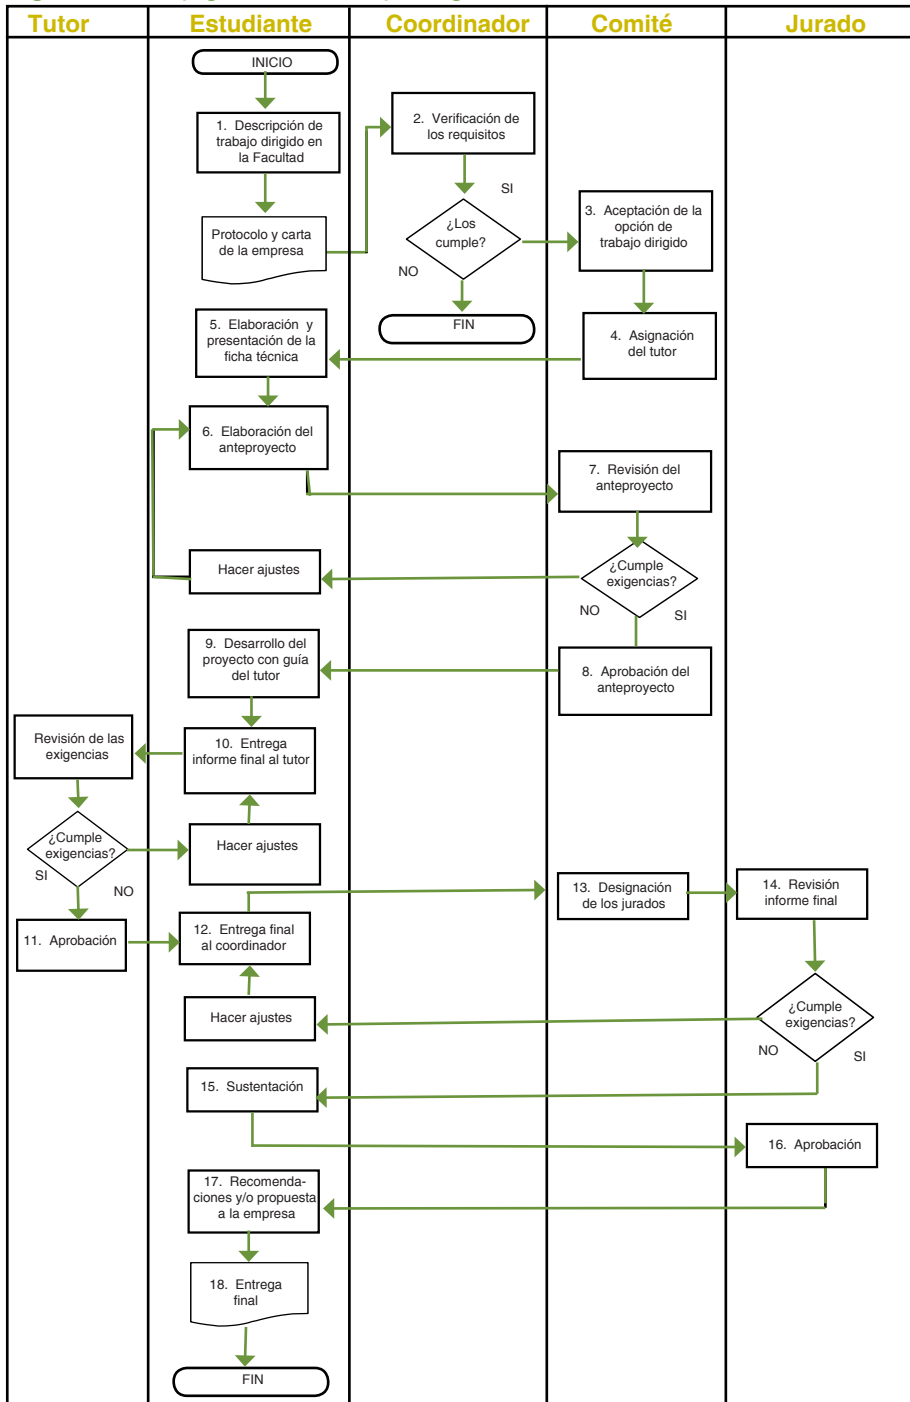 Tutor
Estudiante
Coordinador
Comité
Jurado
INICIO
1. Descripción de
trabajo dirigido en
la Facultad
2. Verificación de
los requisitos
SI
Protocolo y carta
de la empresa
¿Los
cumple?
NO
3. Aceptación de la
opción de
trabajo dirigido
FIN
4. Asignación
del tutor
5. Elaboración y
presentación de la
ficha técnica
6. Elaboración del
anteproyecto
7. Revisión del
anteproyecto
Hacer ajustes
¿Cumple
exigencias?
NO
SI
8. Aprobación del
anteproyecto
9. Desarrollo del
proyecto con guía
del tutor
10. Entrega
informe final al tutor
Revisión de las
exigencias
¿Cumple
exigencias?
SI
NO
Hacer ajustes
11. Aprobación
12. Entrega final
al coordinador
13. Designación
de los jurados
14. Revisión
informe final
Hacer ajustes
¿Cumple
exigencias?
NO
SI
15. Sustentación
16. Aprobación
17. Recomenda-
ciones y/o propuesta
a la empresa
18. Entrega
final
FIN